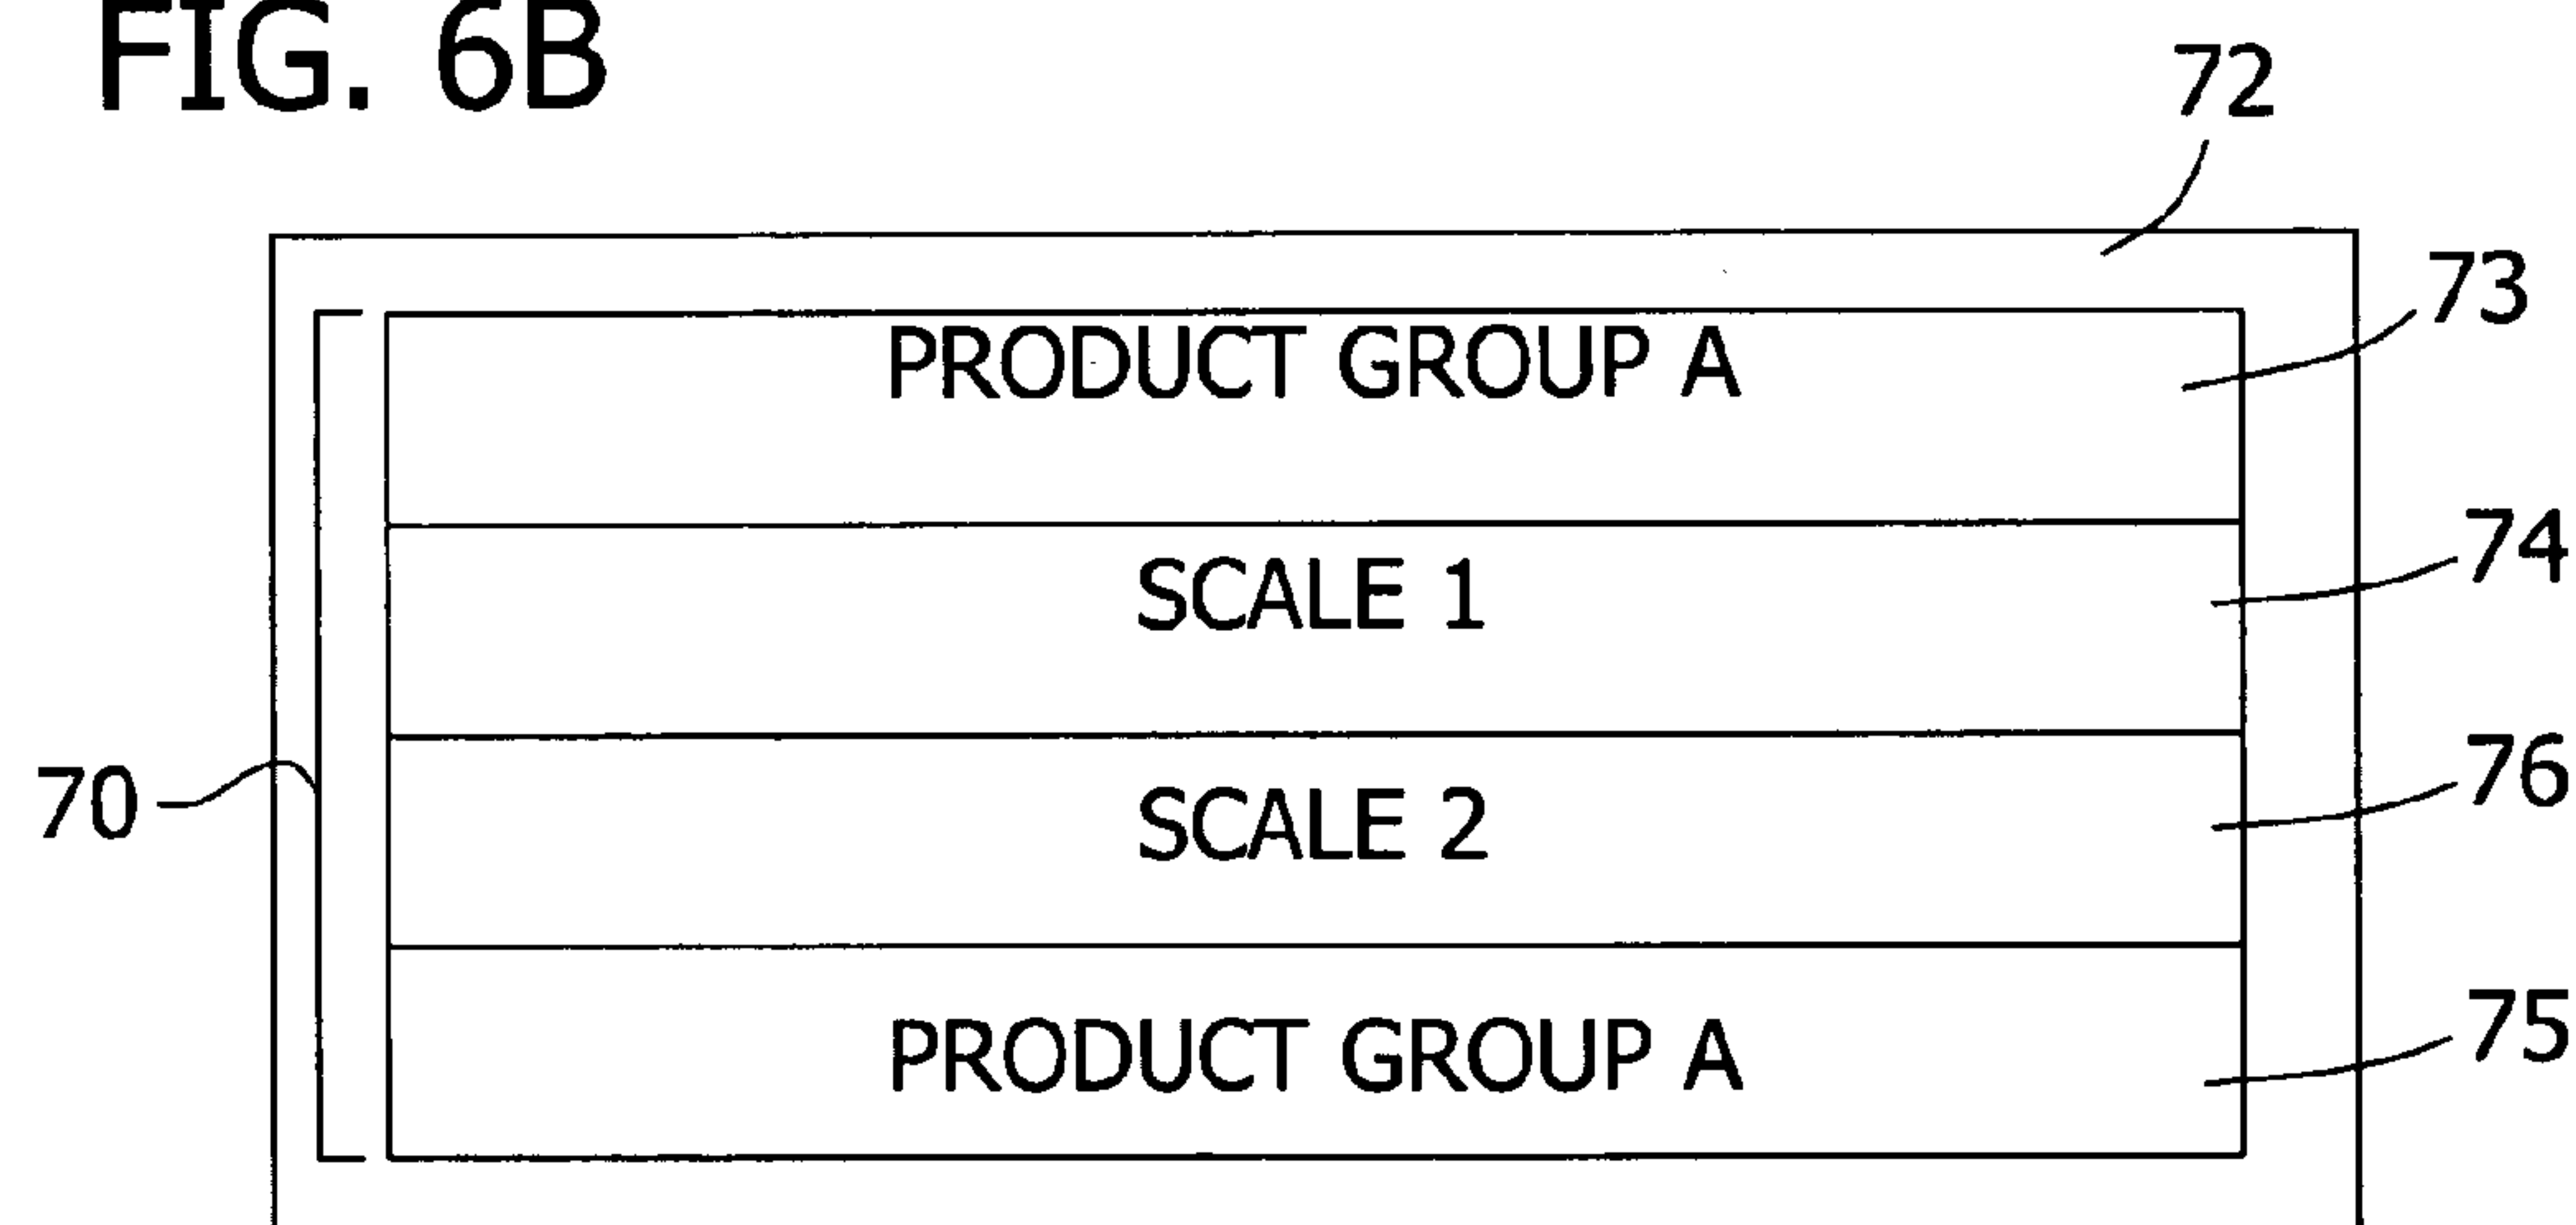 FIG. 6B
72
PRODUCT GROUP A
73
SCALE 1
74
70
SCALE 2
76
PRODUCT GROUP A
75